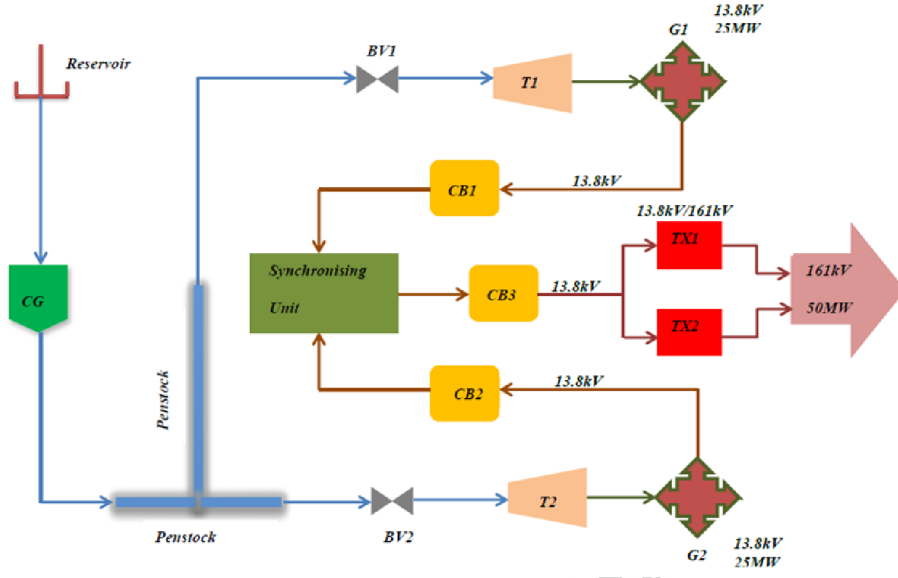 13.8kV
25MW
G1
BV1
Reservoir
T1
CB1
13.8kV
13.8kV/161kV
TX1
Synchronising
Unit
161kV
CG
CB3
13.8kV
50MW
TX2
Penstock
CB2
13.8kV
T2
Penstock
BV2
G2
13.8kV
25MW